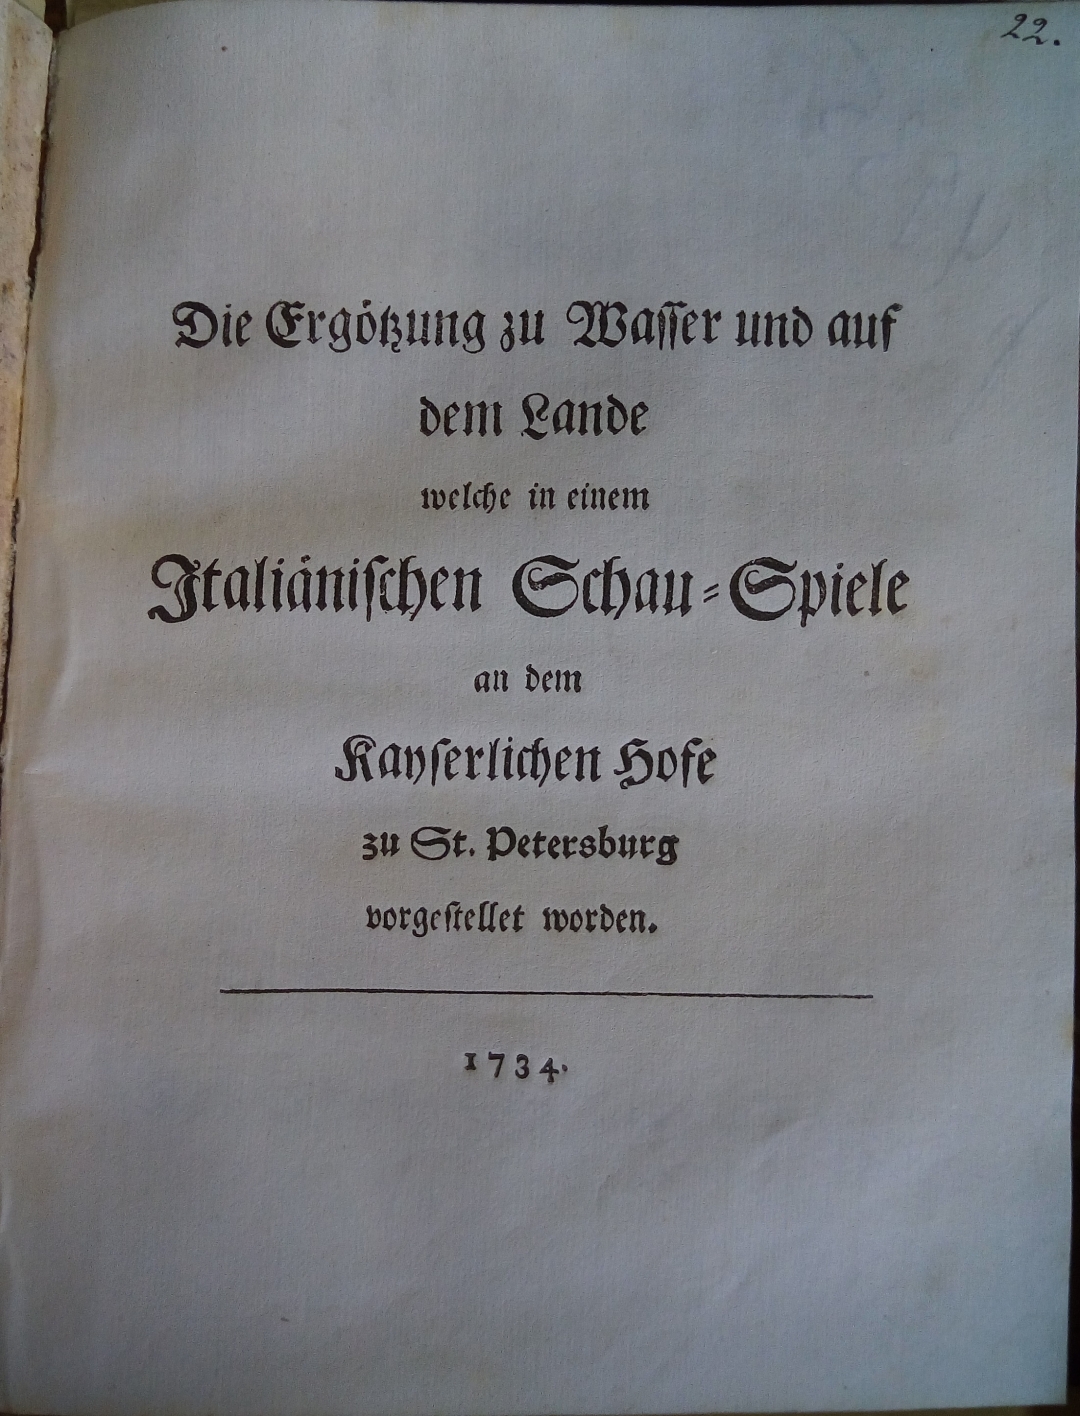 22.
Die Ergötzung zu Waſſer und auf
dem Lande
welche in einem
Italiäniſchen Schau⸗Spiele
an dem
Kayſerlichen Hofe
zu St. Petersburg
vorgeſtellet worden.
1734.